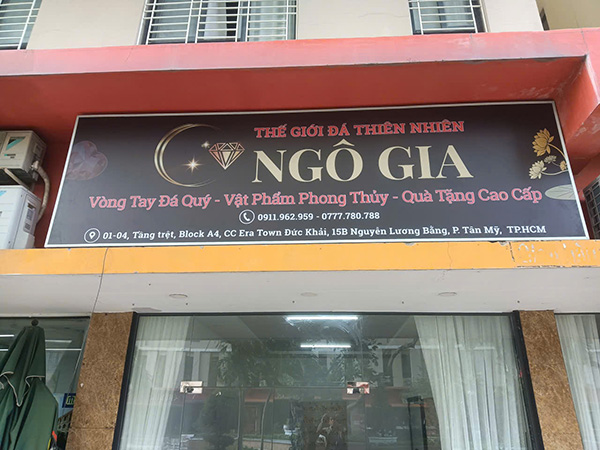 THẾ GIỚI ĐÁ THIÊN NHIÊN
NGÔ GIA
Vòng Tay Đá Quý - Vật Phẩm Phong Thủy - Quà Tặng Cao Cấp
0911.962.959 - 0777.780.788
01-04, Tầng trệt, Block A4, CC Era Town Đức Khải, 15B Nguyễn Lương Bằng, P. Tân Mỹ, TP.HCM